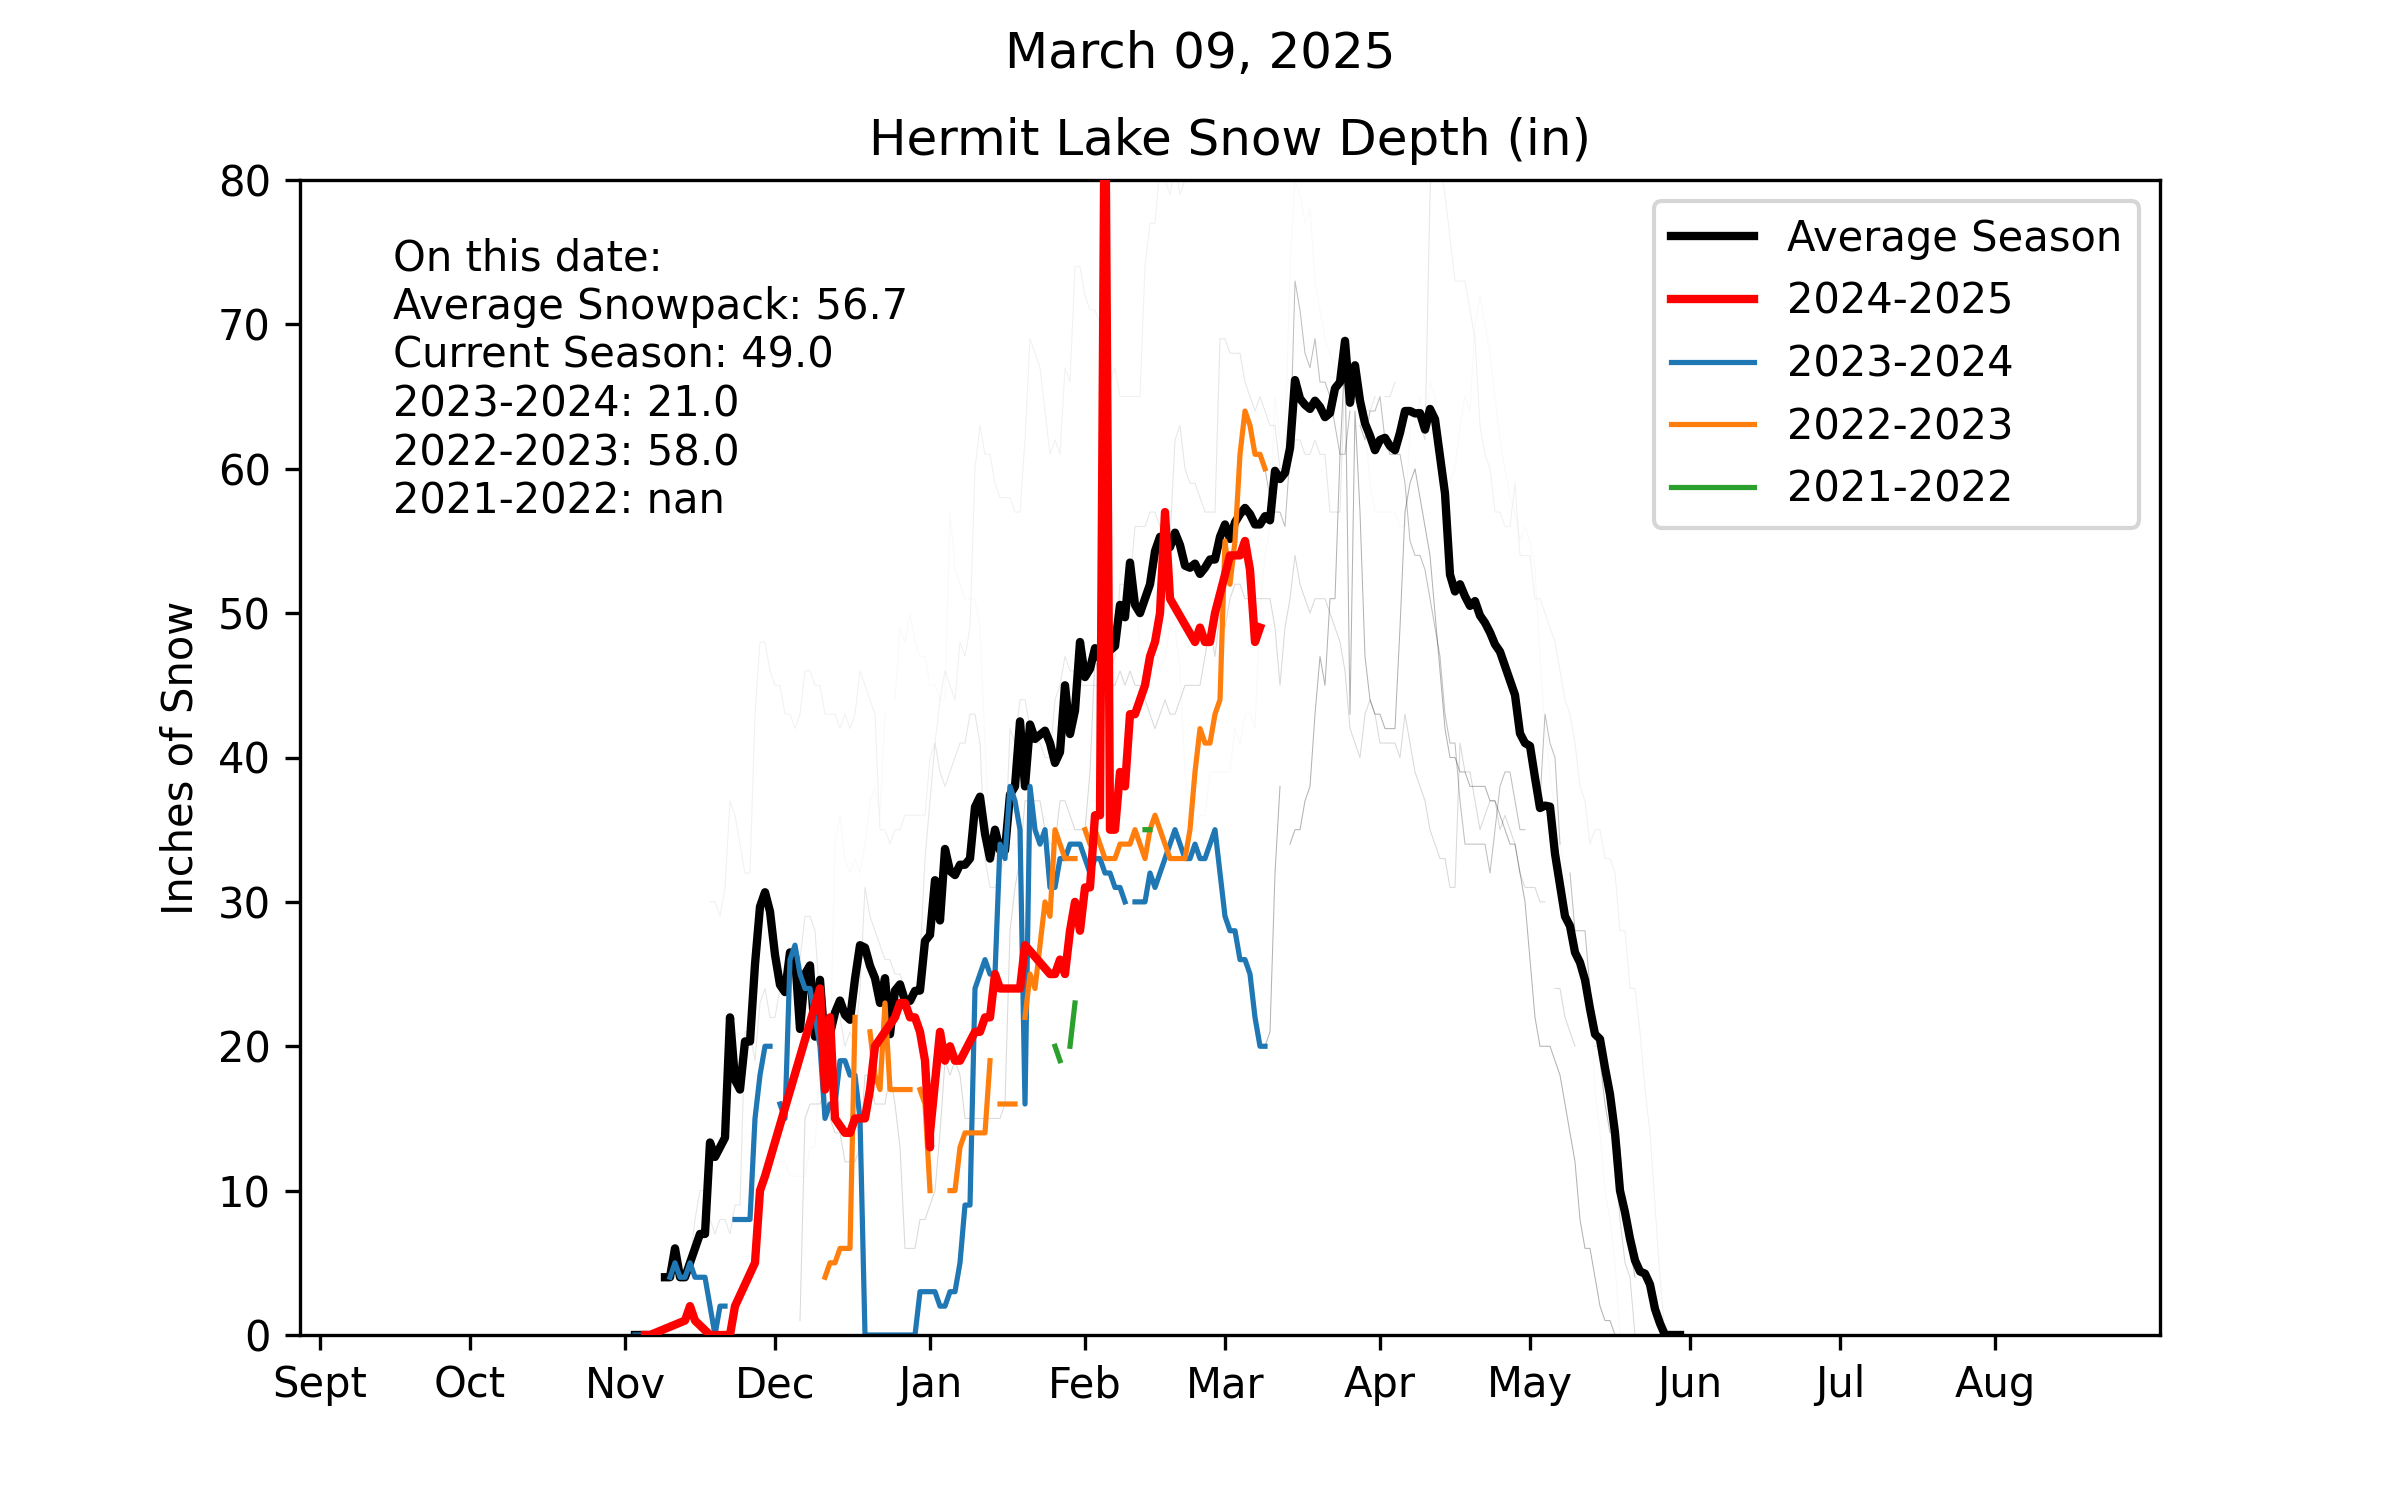 March 09, 2025
Hermit Lake Snow Depth (in)
80
70
60
50
40
30
20
10
0
Inches of Snow
On this date:
Average Snowpack: 56.7
Current Season: 49.0
2023-2024: 21.0
2022-2023: 58.0
2021-2022: nan
Average Season
2024-2025
2023-2024
2022-2023
2021-2022
Sept Oct Nov Dec Jan Feb Mar Apr May Jun Jul Aug